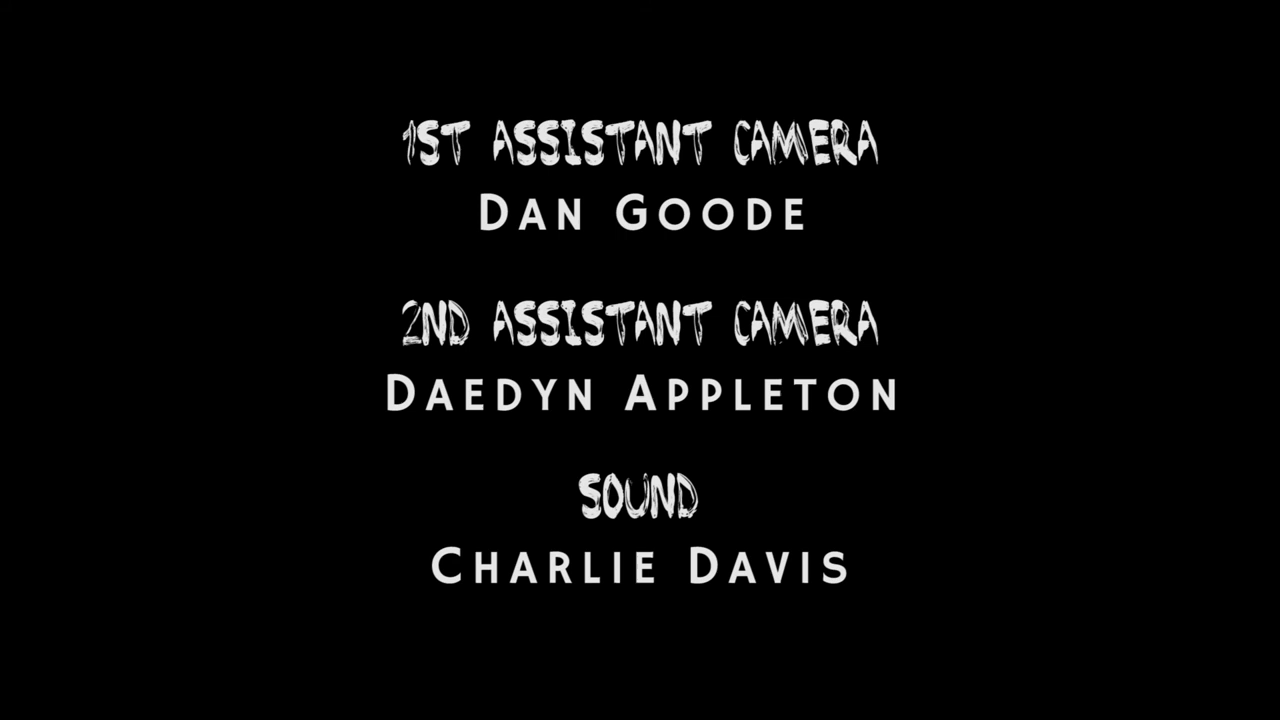 1ST ASSISTANT CAMERA
DAN GOODE
2ND ASSISTANT CAMERA
DAEDYN APPLETON
SOUND
CHARLIE DAVIS